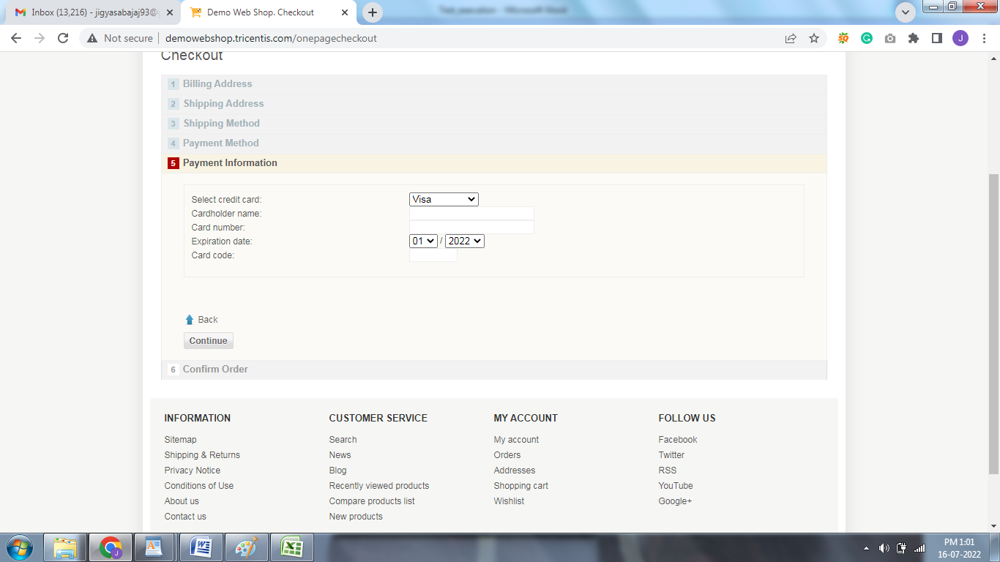 Inbox (13,216) - jigyasabajaj93@
Demo Web Shop. Checkout
Test_execution - Microsoft Word
Not secure
demowebshop.tricentis.com/onepagecheckout
J
Checkout
1 Billing Address
2 Shipping Address
3 Shipping Method
4 Payment Method
5 Payment Information
Select credit card: Visa
Cardholder name:
Card number:
Expiration date: 01 / 2022
Card code:
Back
Continue
6 Confirm Order
INFORMATION CUSTOMER SERVICE MY ACCOUNT FOLLOW US
Sitemap Search My account Facebook
Shipping & Returns News Orders Twitter
Privacy Notice Blog Addresses RSS
Conditions of Use Recently viewed products Shopping cart YouTube
About us Compare products list Wishlist Google+
Contact us New products
PM 1:01
16-07-2022